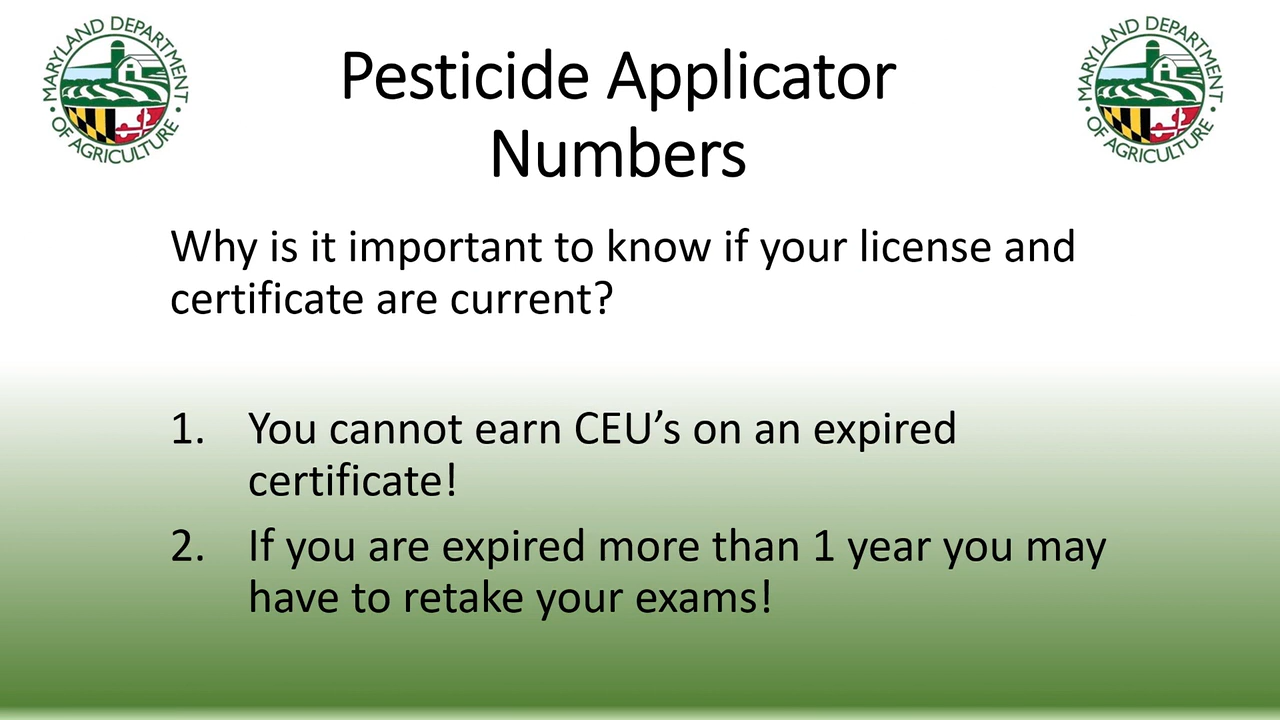 MARYLAND DEPARTMENT
• OF AGRICULTURE •
MARYLAND DEPARTMENT
• OF AGRICULTURE •
Pesticide Applicator
Numbers
Why is it important to know if your license and
certificate are current?
1. You cannot earn CEU’s on an expired
certificate!
2. If you are expired more than 1 year you may
have to retake your exams!